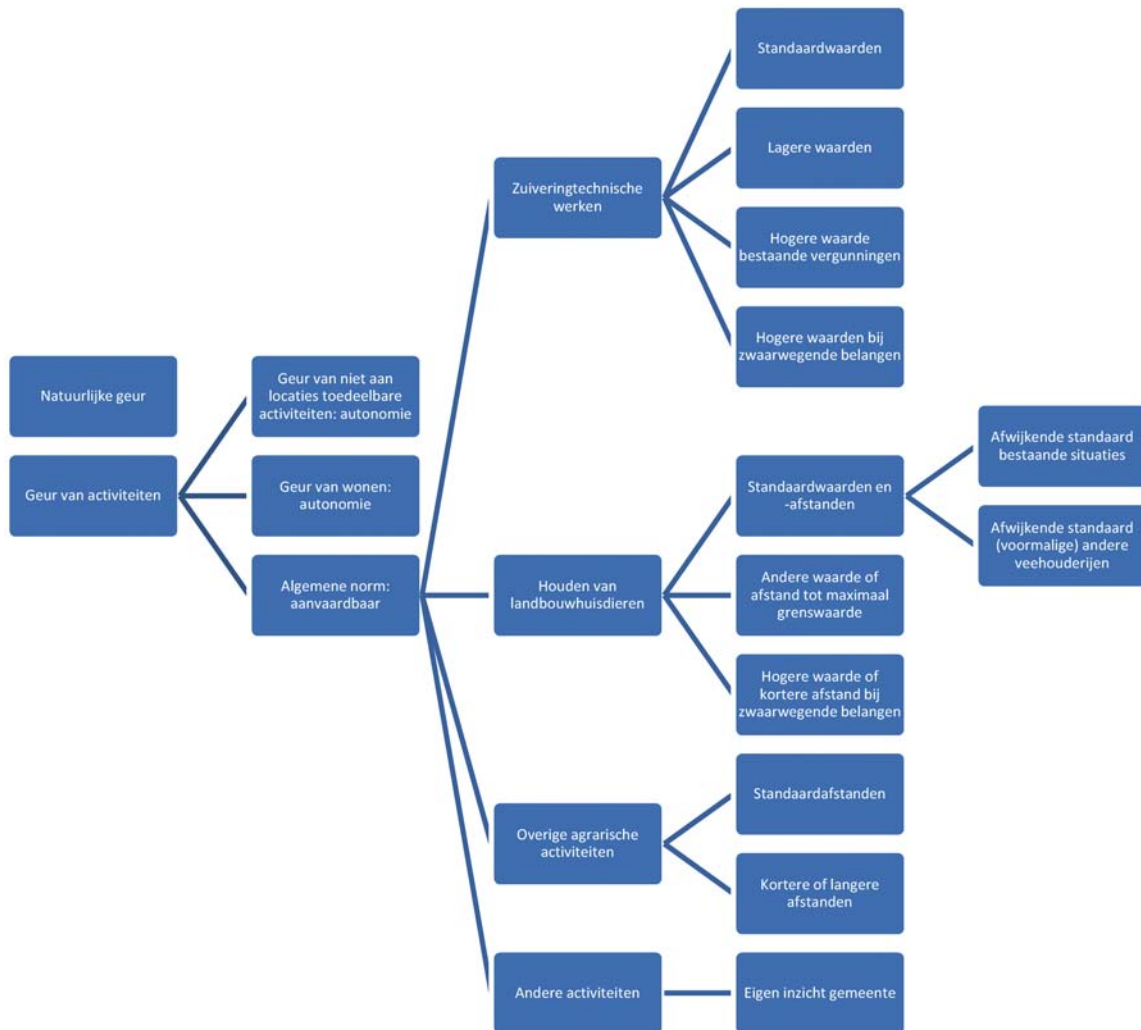 Standaardwaarden
Lagere waarden
Zuiveringtechnische
werken
Hogere waarde
bestaande vergunningen
Hogere waarden bij
zwaarwegende belangen
Natuurlijke geur
Geur van niet aan
locaties toedeelbare
activiteiten: autonomie
Geur van activiteiten
Geur van wonen:
autonomie
Algemene norm:
aanvaardbaar
Houden van
landbouwhuisdieren
Standaardwaarden en
-afstanden
Afwijkende standaard
bestaande situaties
Afwijkende standaard
(voormalige) andere
veehouderijen
Andere waarde of
afstand tot maximaal
grenswaarde
Hogere waarde of
kortere afstand bij
zwaarwegende belangen
Overige agrarische
activiteiten
Standaardafstanden
Kortere of langere
afstanden
Andere activiteiten
Eigen inzicht gemeente